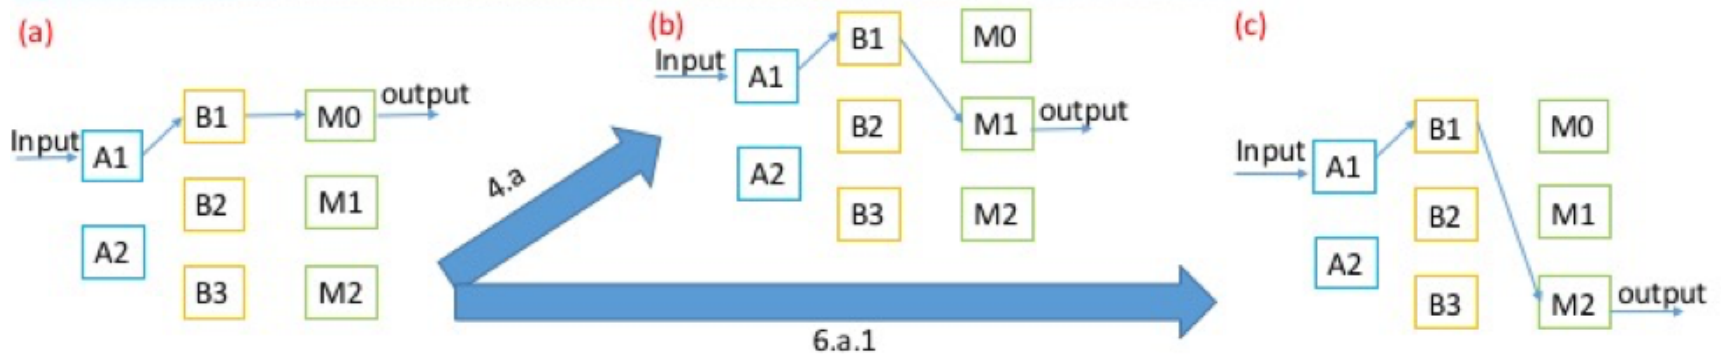 (a)
Input
A1
A2
B1
B2
B3
M0
M1
M2
output
4.a
6.a.1
(b)
Input
A1
A2
B1
B2
B3
M0
M1
M2
output
(c)
Input
A1
A2
B1
B2
B3
M0
M1
M2
output